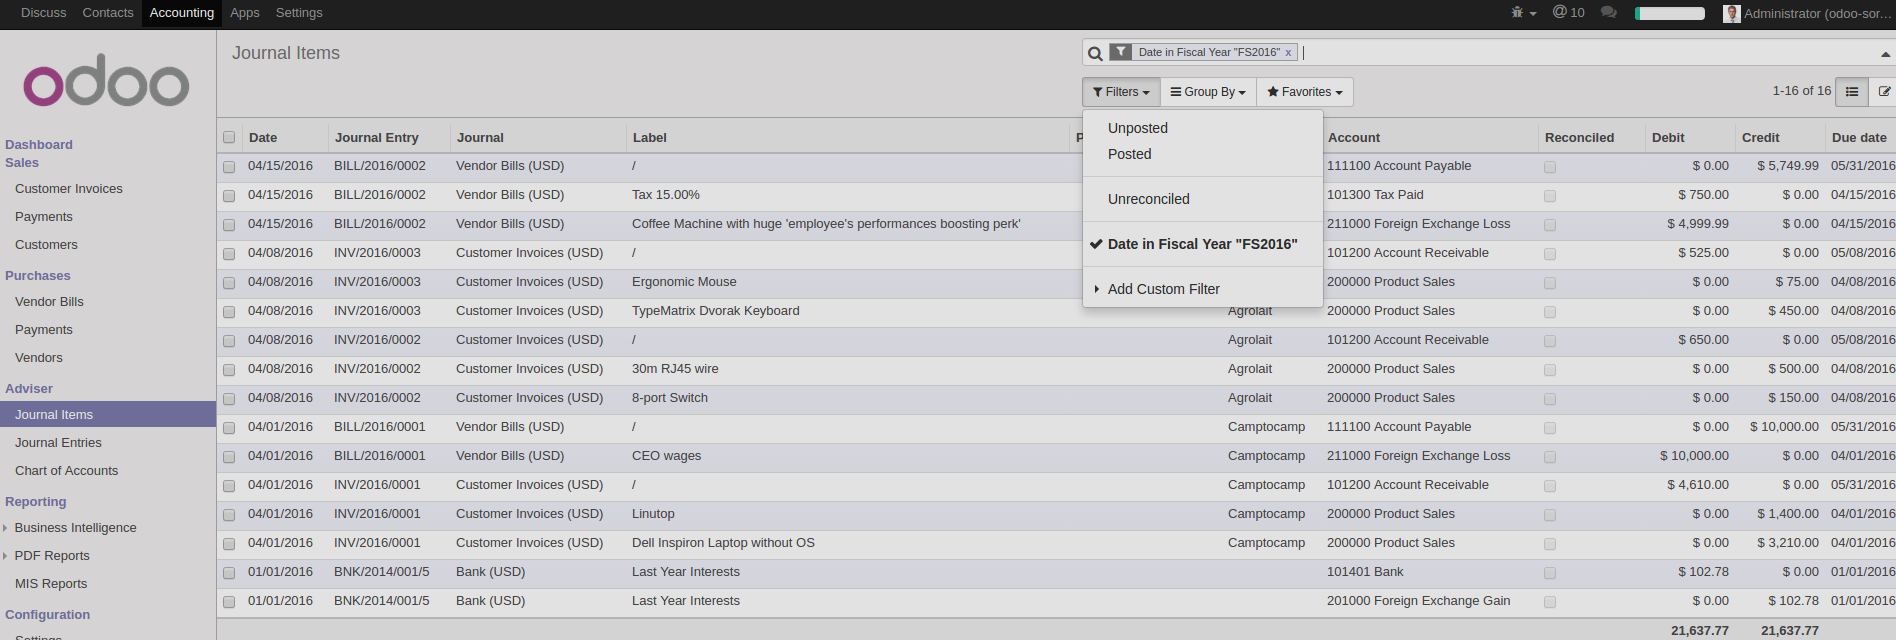 Discuss Contacts Accounting Apps Settings @ 10 Administrator (odoo-sor...
odoo
Journal Items
Date in Fiscal Year "FS2016" x
Filters Group By Favorites 1-16 of 16
Dashboard
Sales
Customer Invoices
Payments
Customers
Purchases
Vendor Bills
Payments
Vendors
Adviser
Journal Items
Journal Entries
Chart of Accounts
Reporting
Business Intelligence
PDF Reports
MIS Reports
Configuration
Settings
Unposted
Posted
Unreconciled
Date in Fiscal Year "FS2016"
Add Custom Filter
Date Journal Entry Journal Label P Account Reconciled Debit Credit Due date
04/15/2016 BILL/2016/0002 Vendor Bills (USD) / 111100 Account Payable $ 0.00 $ 5,749.99 05/31/2016
04/15/2016 BILL/2016/0002 Vendor Bills (USD) Tax 15.00% 101300 Tax Paid $ 750.00 $ 0.00 04/15/2016
04/15/2016 BILL/2016/0002 Vendor Bills (USD) Coffee Machine with huge 'employee's performances boosting perk' 211000 Foreign Exchange Loss $ 4,999.99 $ 0.00 04/15/2016
04/08/2016 INV/2016/0003 Customer Invoices (USD) / 101200 Account Receivable $ 525.00 $ 0.00 05/08/2016
04/08/2016 INV/2016/0003 Customer Invoices (USD) Ergonomic Mouse 200000 Product Sales $ 0.00 $ 75.00 04/08/2016
04/08/2016 INV/2016/0003 Customer Invoices (USD) TypeMatrix Dvorak Keyboard Agrolait 200000 Product Sales $ 0.00 $ 450.00 04/08/2016
04/08/2016 INV/2016/0002 Customer Invoices (USD) / Agrolait 101200 Account Receivable $ 650.00 $ 0.00 05/08/2016
04/08/2016 INV/2016/0002 Customer Invoices (USD) 30m RJ45 wire Agrolait 200000 Product Sales $ 0.00 $ 500.00 04/08/2016
04/08/2016 INV/2016/0002 Customer Invoices (USD) 8-port Switch Agrolait 200000 Product Sales $ 0.00 $ 150.00 04/08/2016
04/01/2016 BILL/2016/0001 Vendor Bills (USD) / Camptocamp 111100 Account Payable $ 0.00 $ 10,000.00 05/31/2016
04/01/2016 BILL/2016/0001 Vendor Bills (USD) CEO wages Camptocamp 211000 Foreign Exchange Loss $ 10,000.00 $ 0.00 04/01/2016
04/01/2016 INV/2016/0001 Customer Invoices (USD) / Camptocamp 101200 Account Receivable $ 4,610.00 $ 0.00 05/31/2016
04/01/2016 INV/2016/0001 Customer Invoices (USD) Linutop Camptocamp 200000 Product Sales $ 0.00 $ 1,400.00 04/01/2016
04/01/2016 INV/2016/0001 Customer Invoices (USD) Dell Inspiron Laptop without OS Camptocamp 200000 Product Sales $ 0.00 $ 3,210.00 04/01/2016
01/01/2016 BNK/2014/001/5 Bank (USD) Last Year Interests 101401 Bank $ 102.78 $ 0.00 01/01/2016
01/01/2016 BNK/2014/001/5 Bank (USD) Last Year Interests 201000 Foreign Exchange Gain $ 0.00 $ 102.78 01/01/2016
21,637.77 21,637.77